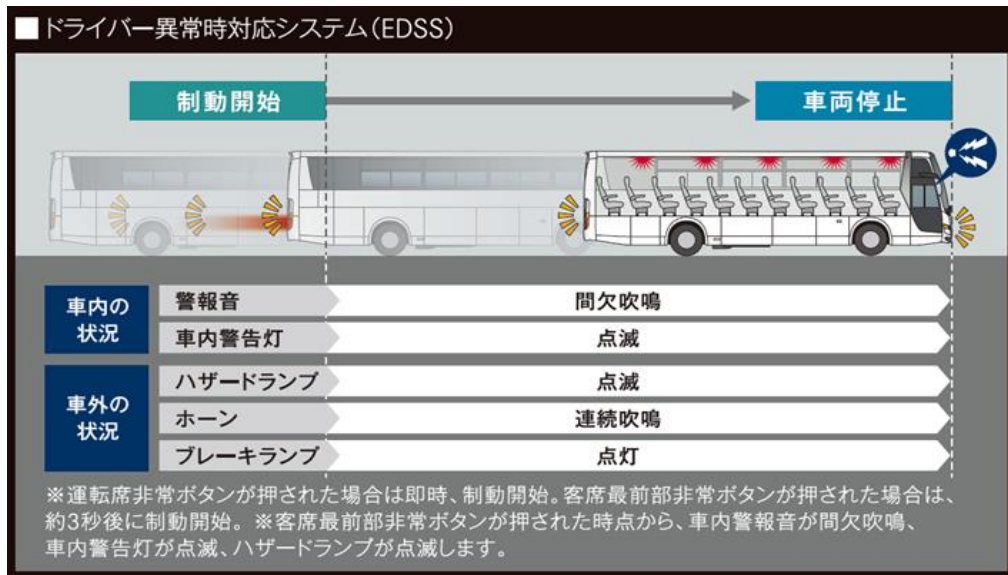 ■ドライバー異常時対応システム(EDSS)
制動開始
車両停止
車内の
状況
警報音
間欠吹鳴
車内警告灯
点滅
車外の
状況
ハザードランプ
点滅
ホーン
連続吹鳴
ブレーキランプ
点灯
※運転席非常ボタンが押された場合は即時、制動開始。客席最前部非常ボタンが押された場合は、
約3秒後に制動開始。 ※客席最前部非常ボタンが押された時点から、車内警報音が間欠吹鳴、
車内警告灯が点滅、ハザードランプが点滅します。